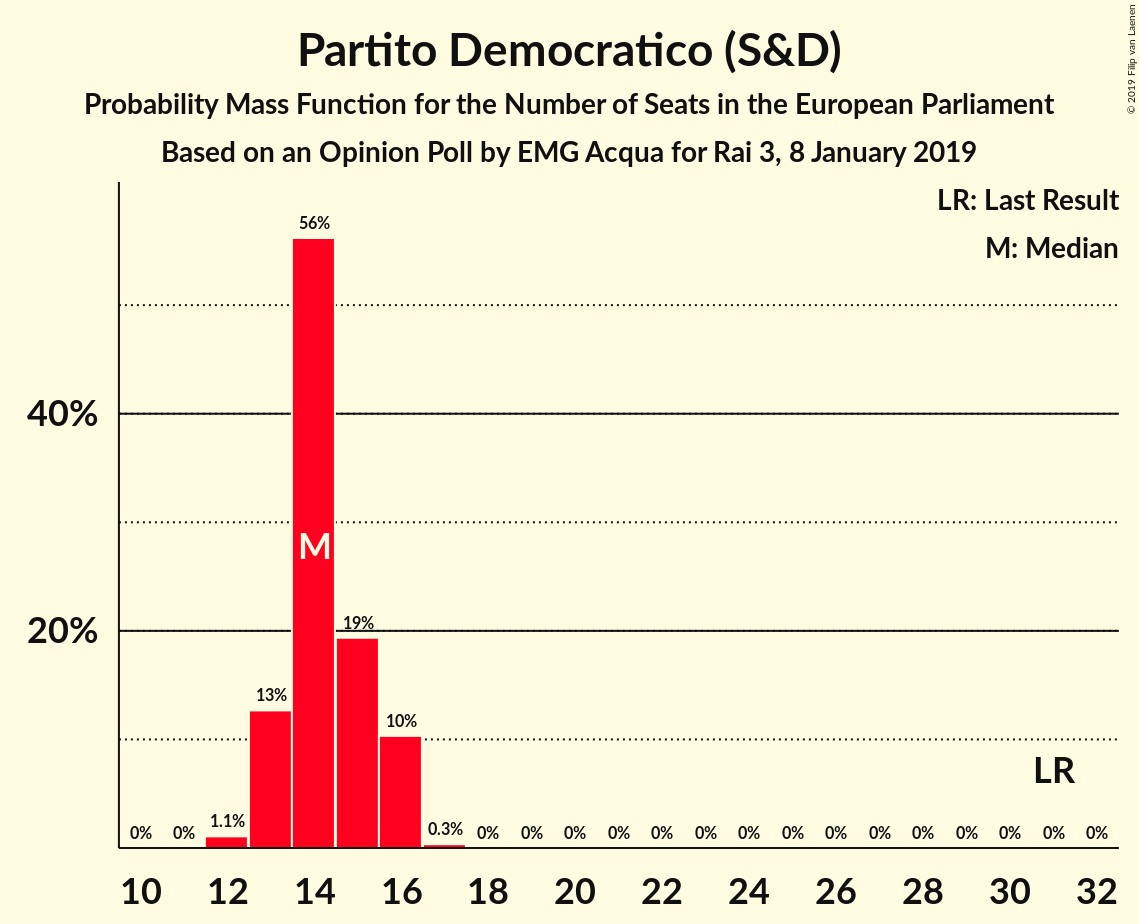 Partito Democratico (S&D)
Probability Mass Function for the Number of Seats in the European Parliament
Based on an Opinion Poll by EMG Acqua for Rai 3, 8 January 2019
© 2019 Filip van Laenen
LR: Last Result
M: Median
56%
40%
M
20%
19%
13%
10%
LR
0% 0% 1.1% 0.3% 0% 0% 0% 0% 0% 0% 0% 0% 0% 0% 0% 0% 0% 0% 0%
10 12 14 16 18 20 22 24 26 28 30 32